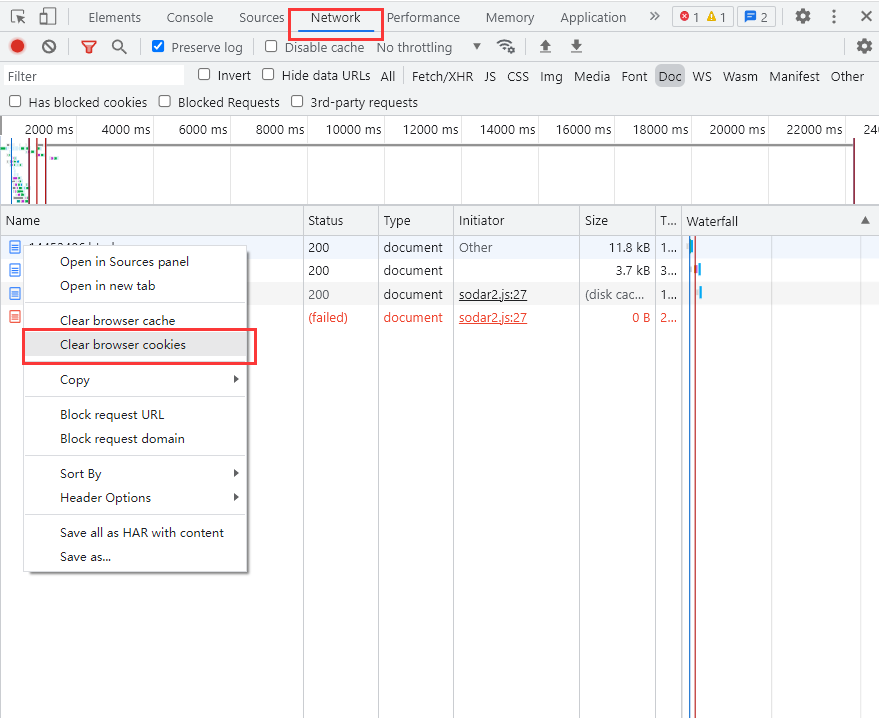 Elements Console Sources Network Performance Memory Application 1 1 2
Preserve log Disable cache No throttling
Filter Invert Hide data URLs All Fetch/XHR JS CSS Img Media Font Doc WS Wasm Manifest Other
Has blocked cookies Blocked Requests 3rd-party requests
2000 ms 4000 ms 6000 ms 8000 ms 10000 ms 12000 ms 14000 ms 16000 ms 18000 ms 20000 ms 22000 ms 240
Name Status Type Initiator Size T... Waterfall
200 document Other 11.8 kB 1...
200 document 3.7 kB 3...
200 document sodar2.js:27 (disk cac... 1...
(failed) document sodar2.js:27 0 B 2...
Open in Sources panel
Open in new tab
Clear browser cache
Clear browser cookies
Copy
Block request URL
Block request domain
Sort By
Header Options
Save all as HAR with content
Save as...